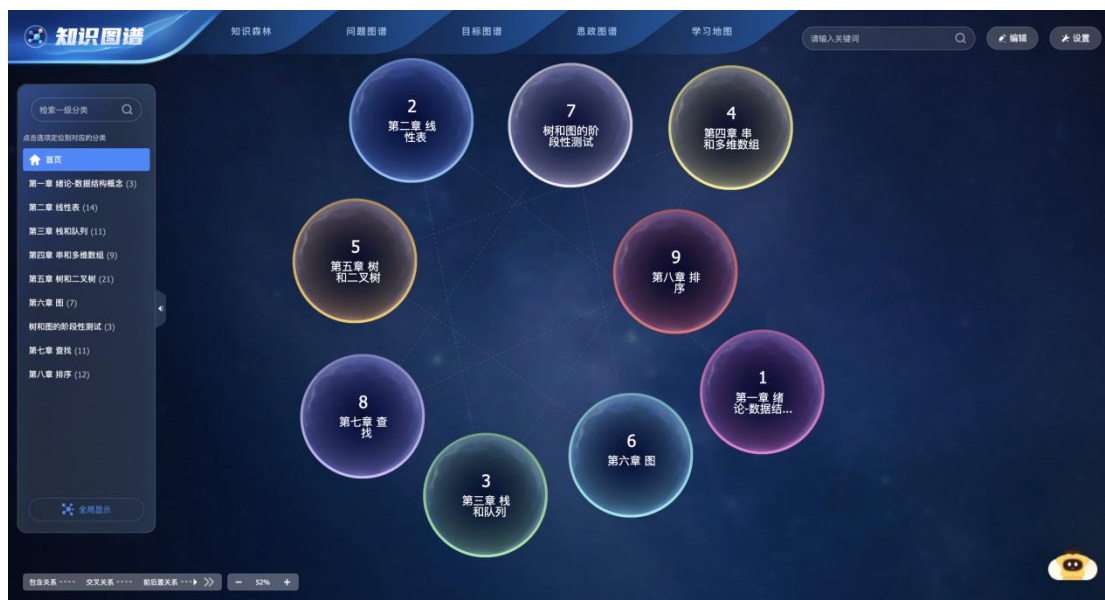 知识图谱
知识森林
问题图谱
目标图谱
思政图谱
学习地图
请输入关键词
编辑
设置
检索一级分类
点击选项定位到对应的分类
首页
第一章 绪论-数据结构概念 (3)
第二章 线性表 (14)
第三章 栈和队列 (11)
第四章 串和多维数组 (9)
第五章 树和二叉树 (21)
第六章 图 (7)
树和图的阶段性测试 (3)
第七章 查找 (11)
第八章 排序 (12)
全局显示
2
第二章 线
性表
7
树和图的阶
段性测试
4
第四章 串
和多维数组
5
第五章 树
和二叉树
9
第八章 排
序
1
第一章 绪
论-数据结...
8
第七章 查
找
6
第六章 图
3
第三章 栈
和队列
包含关系 交叉关系 前后置关系
52%